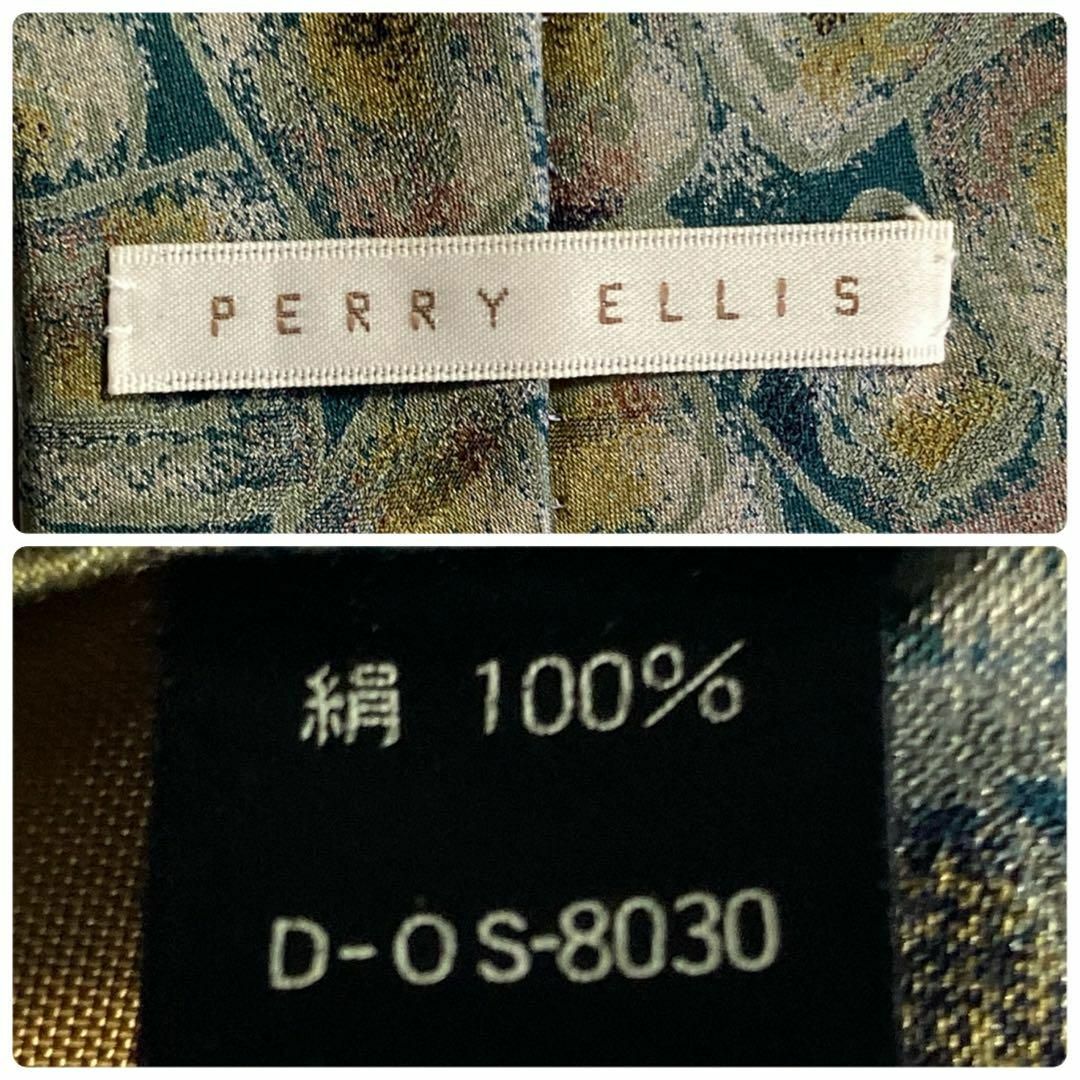 PERRY ELLIS
絹 100%
D-OS-8030